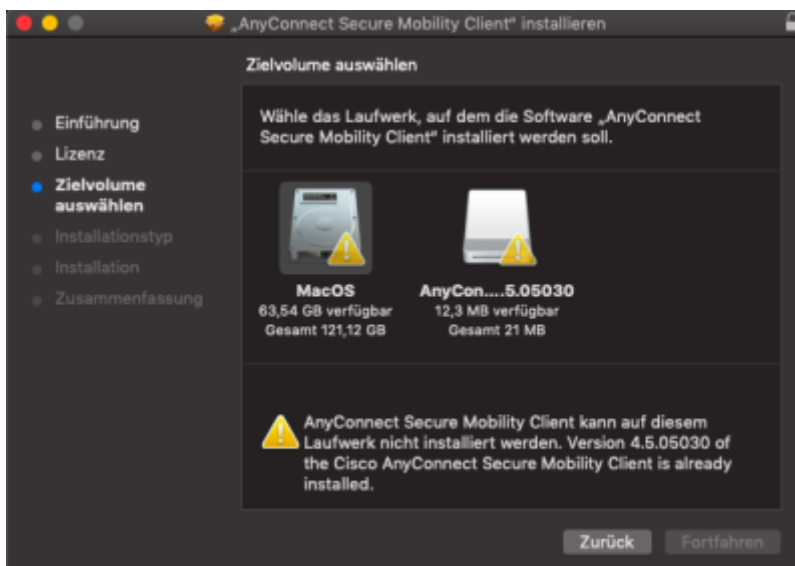 „AnyConnect Secure Mobility Client" installieren
Zielvolume auswählen
Einführung
Lizenz
Zielvolume
auswählen
Installationstyp
Installation
Zusammenfassung
Wähle das Laufwerk, auf dem die Software „AnyConnect
Secure Mobility Client" installiert werden soll.
MacOS
63,54 GB verfügbar
Gesamt 121,12 GB
AnyCon....5.05030
12,3 MB verfügbar
Gesamt 21 MB
AnyConnect Secure Mobility Client kann auf diesem
Laufwerk nicht installiert werden. Version 4.5.05030 of
the Cisco AnyConnect Secure Mobility Client is already
installed.
Zurück
Fortfahren